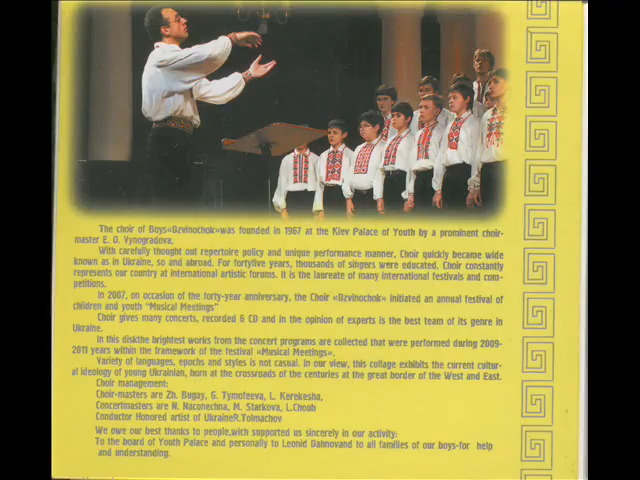 The choir of Boys«Dzvinochok»was founded in 1967 at the Kiev Palace of Youth by a prominent choir-
master E. O. Vynogradova.
With carefully thought out repertoire policy and unique performance manner, Choir quickly became wide
known as in Ukraine, so and abroad. For fortyfive years, thousands of singers were educated. Choir constantly
represents our country at international artistic forums. It is the laureate of many international festivals and com-
petitions.
In 2007, on occasion of the forty-year anniversary, the Choir «Dzvinochok» initiated an annual festival of
children and youth "Musical Meetings"
Choir gives many concerts, recorded 6 CD and in the opinion of experts is the best team of its genre in
Ukraine.
In this diskthe brightest works from the concert programs are collected that were performed during 2009-
2011 years within the framework of the festival «Musical Meetings».
Variety of languages, epochs and styles is not casual. In our view, this collage exhibits the current cultur-
al ideology of young Ukrainian, born at the crossroads of the centuries at the great border of the West and East.
Choir management:
Choir-masters are Zh. Bugay, G. Tymofeeva, L. Kerekesha,
Concertmasters are N. Naconechna, M. Starkova, L.Choab
Conductor Honored artist of UkraineR.Tolmachov
We owe our best thanks to people,wich supported us sincerely in our activity:
To the board of Youth Palace and personally to Leonid Dahnovand to all families of our boys-for help
and understanding.